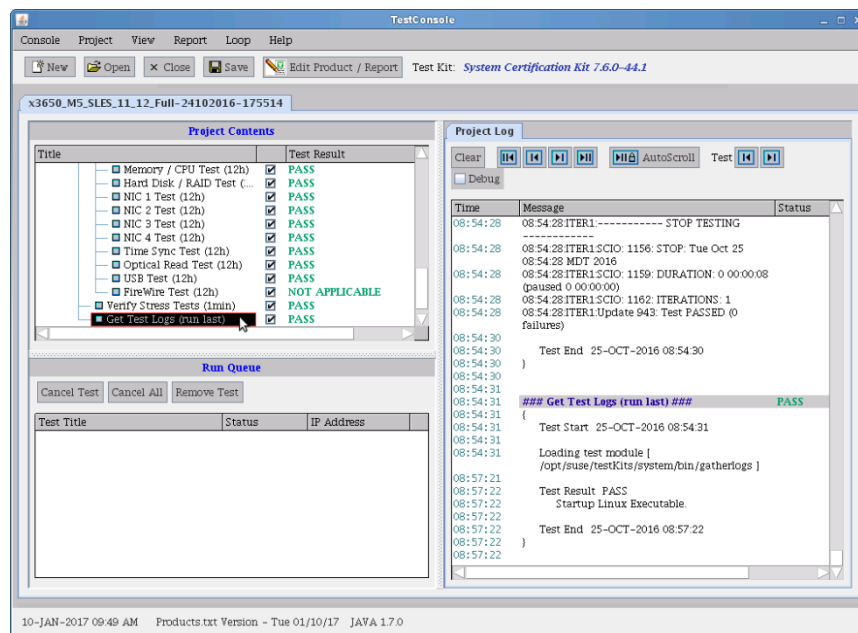 TestConsole
Console Project View Report Loop Help
New Open Close Save Edit Product / Report Test Kit: System Certification Kit 7.6.0-44.1
x3650_M5_SLES_11_12_Full-24102016-175514
Project Contents
Title Test Result
Memory / CPU Test (12h) PASS
Hard Disk / RAID Test (... PASS
NIC 1 Test (12h) PASS
NIC 2 Test (12h) PASS
NIC 3 Test (12h) PASS
NIC 4 Test (12h) PASS
Time Sync Test (12h) PASS
Optical Read Test (12h) PASS
USB Test (12h) PASS
FireWire Test (12h) NOT APPLICABLE
Verify Stress Tests (1min) PASS
Get Test Logs (run last) PASS
Run Queue
Cancel Test Cancel All Remove Test
Test Title Status IP Address
Project Log
Clear AutoScroll Test
Debug
Time Message Status
08:54:28 08:54:28:ITER1:----------- STOP TESTING
------------
08:54:28 08:54:28:ITER1:SCIO: 1156: STOP: Tue Oct 25
08:54:28 MDT 2016
08:54:28 08:54:28:ITER1:SCIO: 1159: DURATION: 0 00:00:08
(paused 0 00:00:00)
08:54:28 08:54:28:ITER1:SCIO: 1162: ITERATIONS: 1
08:54:28 08:54:28:ITER1:Update 943: Test PASSED (0
failures)
08:54:30
08:54:30 Test End 25-OCT-2016 08:54:30
08:54:30 }
08:54:30
08:54:31
08:54:31 ### Get Test Logs (run last) ### PASS
08:54:31 {
08:54:31 Test Start 25-OCT-2016 08:54:31
08:54:31
08:54:31 Loading test module [
/opt/suse/testKits/system/bin/gatherlogs ]
08:57:21
08:57:22 Test Result PASS
08:57:22 Startup Linux Executable.
08:57:22
08:57:22 Test End 25-OCT-2016 08:57:22
08:57:22 }
08:57:22
10-JAN-2017 09:49 AM Products.txt Version - Tue 01/10/17 JAVA 1.7.0